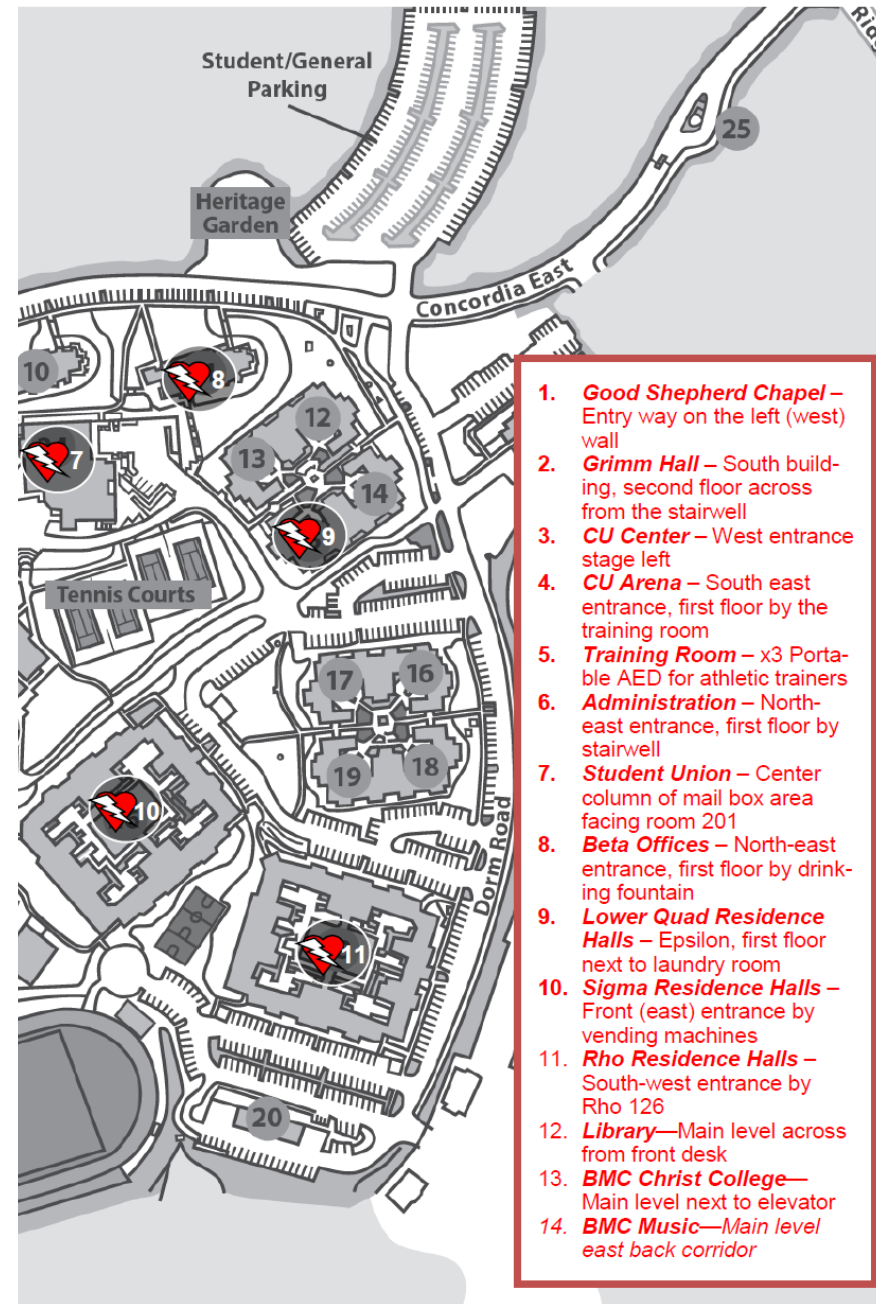 Student/General
Parking
Ridg
25
Heritage
Garden
Concordia East
10
8
7
12
13
14
9
Tennis Courts
17
16
19
18
10
Dorm Road
11
20
1. Good Shepherd Chapel –
Entry way on the left (west)
wall
2. Grimm Hall – South build-
ing, second floor across
from the stairwell
3. CU Center – West entrance
stage left
4. CU Arena – South east
entrance, first floor by the
training room
5. Training Room – x3 Porta-
ble AED for athletic trainers
6. Administration – North-
east entrance, first floor by
stairwell
7. Student Union – Center
column of mail box area
facing room 201
8. Beta Offices – North-east
entrance, first floor by drink-
ing fountain
9. Lower Quad Residence
Halls – Epsilon, first floor
next to laundry room
10. Sigma Residence Halls –
Front (east) entrance by
vending machines
11. Rho Residence Halls –
South-west entrance by
Rho 126
12. Library—Main level across
from front desk
13. BMC Christ College—
Main level next to elevator
14. BMC Music—Main level
east back corridor